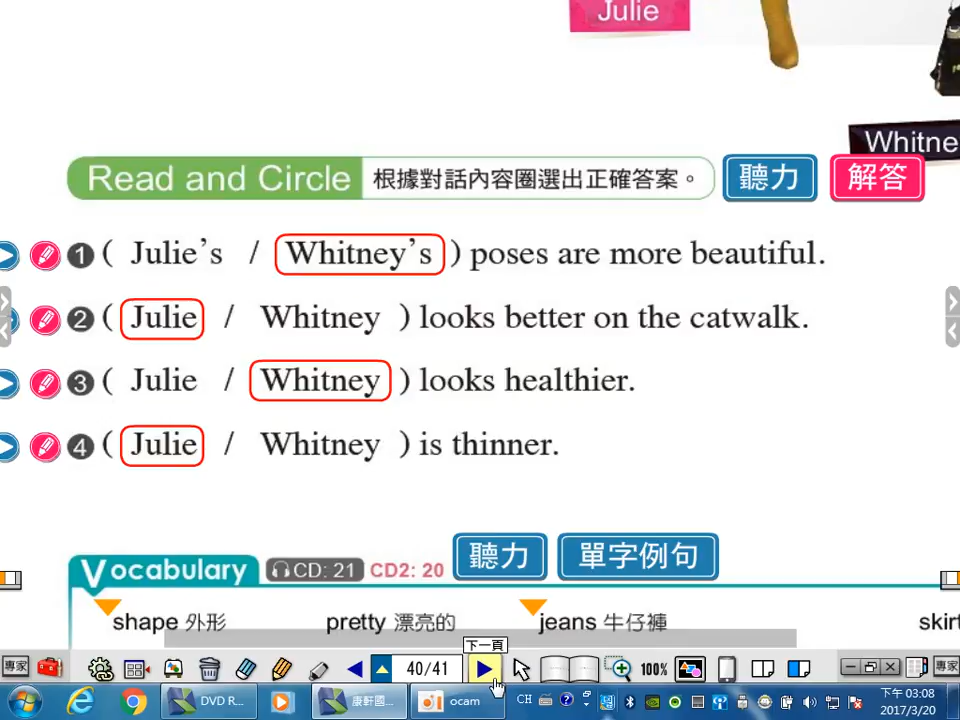 Julie
Whitne
Read and Circle 根據對話內容圈選出正確答案。 聽力 解答
1 ( Julie's / Whitney's ) poses are more beautiful.
2 ( Julie / Whitney ) looks better on the catwalk.
3 ( Julie / Whitney ) looks healthier.
4 ( Julie / Whitney ) is thinner.
Vocabulary CD: 21 CD2: 20 聽力 單字例句
shape 外形 pretty 漂亮的 jeans 牛仔褲 skir
下一頁
專家 40/41 100% 專家
DVD R... 康軒國... ocam CH 下午 03:08
2017/3/20